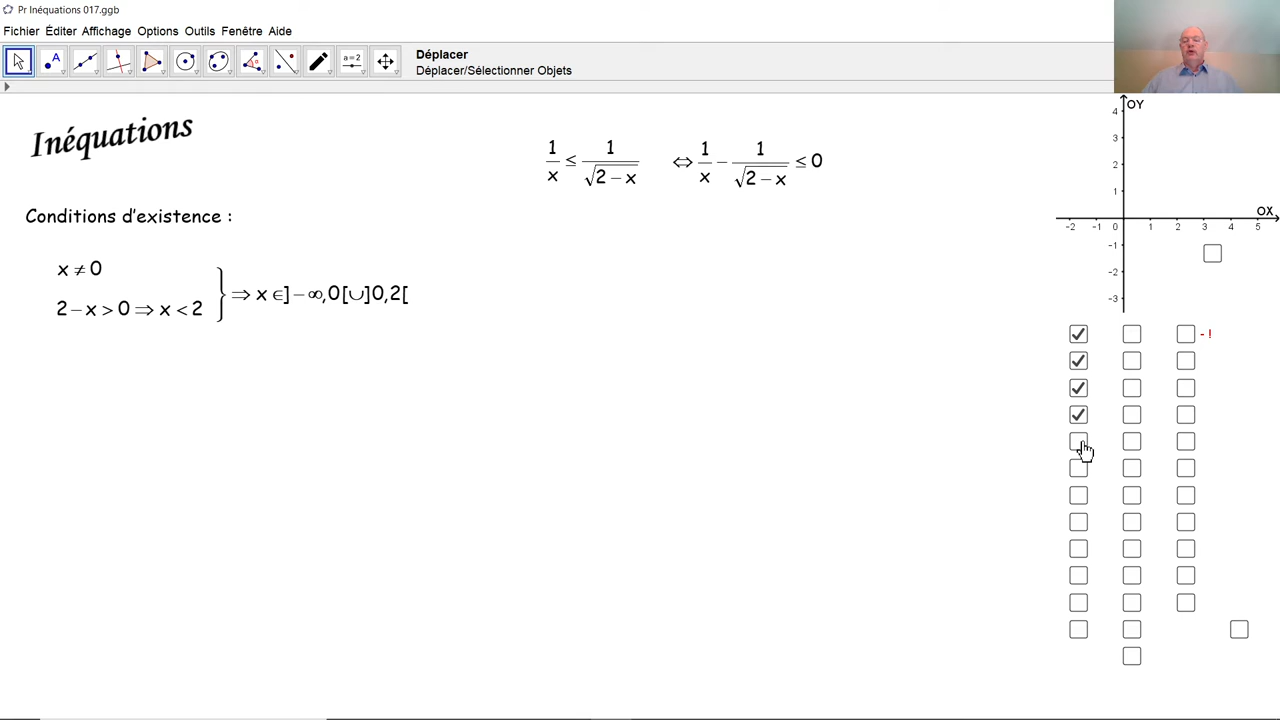 Pr Inéquations 017.ggb
Fichier Éditer Affichage Options Outils Fenêtre Aide
A
a=2
Déplacer
Déplacer/Sélectionner Objets
Inéquations
1/x ≤ 1/√(2−x) ⇔ 1/x − 1/√(2−x) ≤ 0
Conditions d'existence :
x ≠ 0
2−x > 0 ⇒ x < 2
⇒ x ∈]−∞,0[∪]0,2[
OY
4
3
2
1
OX
-2 -1 0 1 2 3 4 5
-1
-2
-3
- !